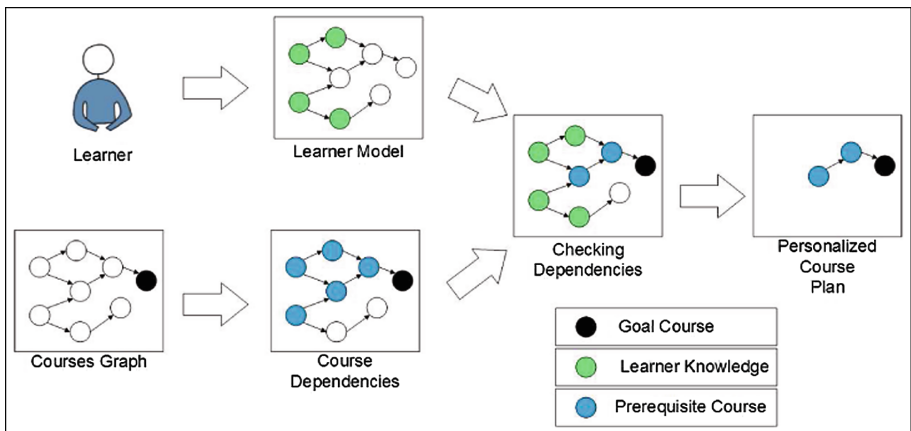 Learner
Learner Model
Courses Graph
Course
Dependencies
Checking
Dependencies
Personalized
Course
Plan
Goal Course
Learner Knowledge
Prerequisite Course